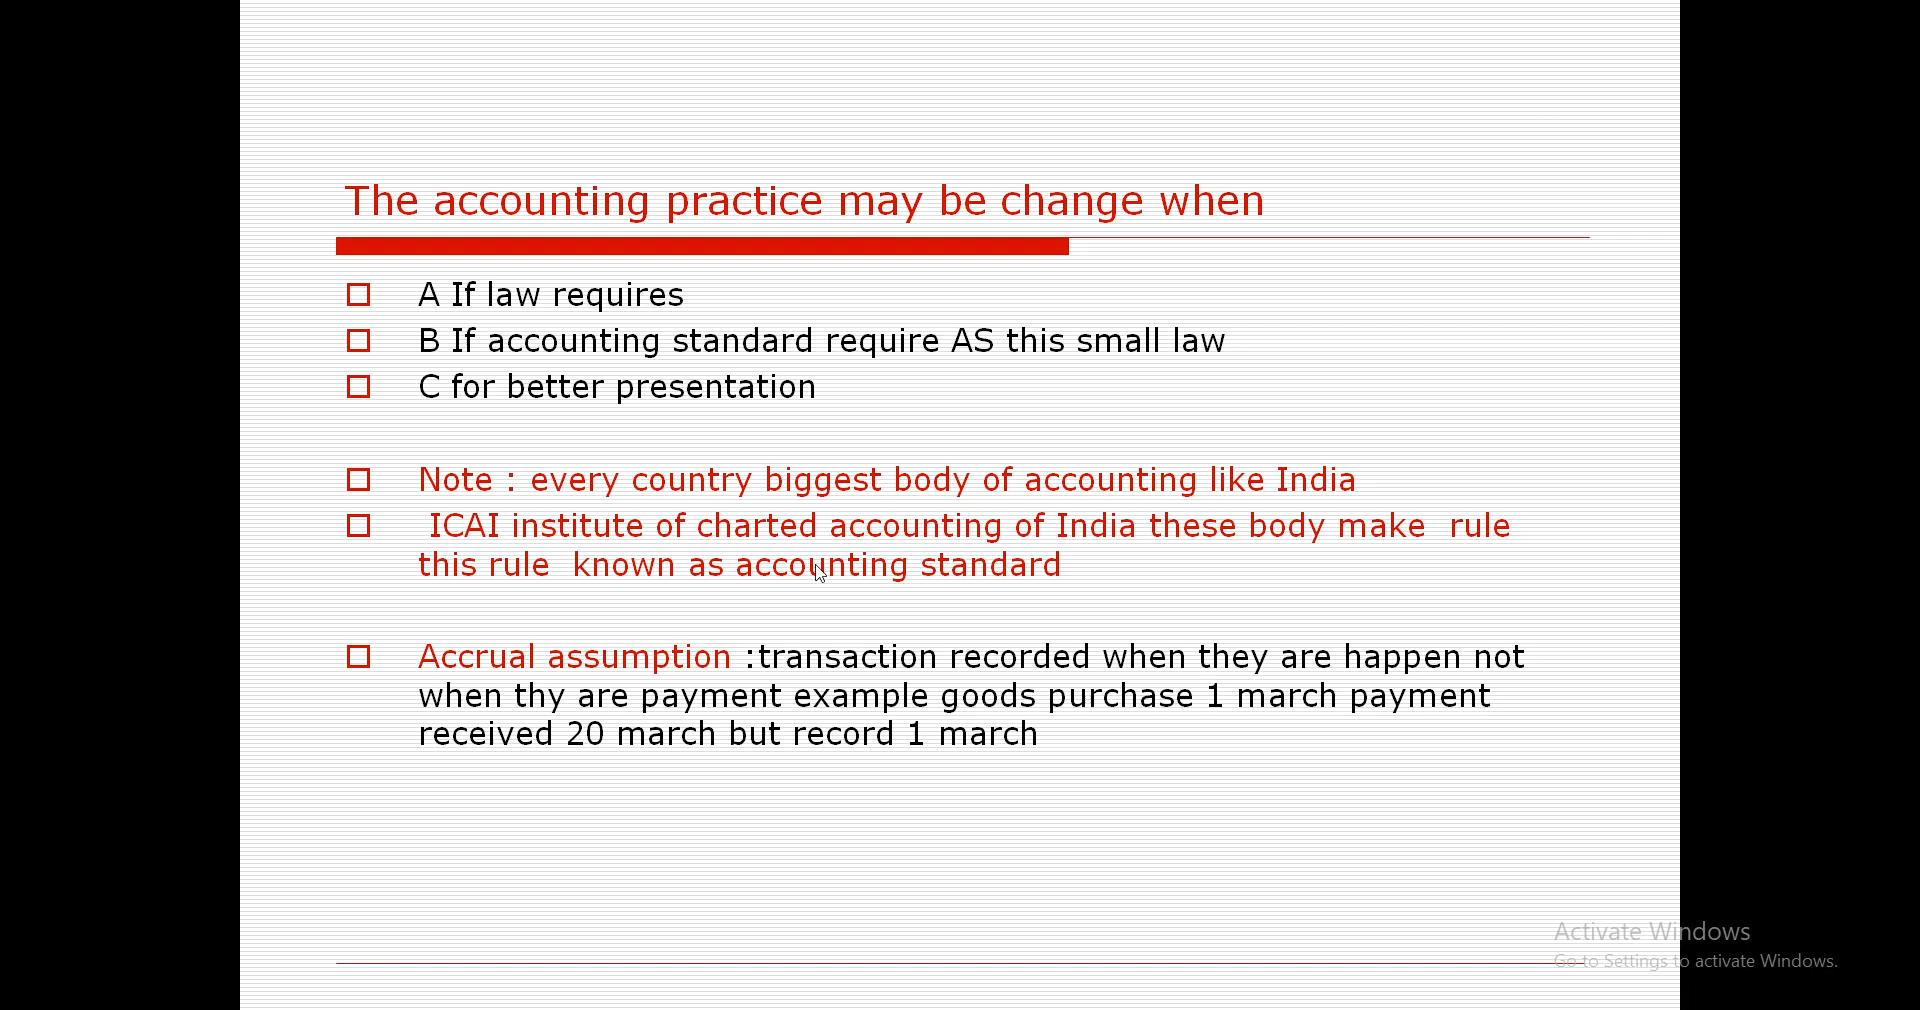 The accounting practice may be change when
A If law requires
B If accounting standard require AS this small law
C for better presentation
Note : every country biggest body of accounting like India
ICAI institute of charted accounting of India these body make rule
this rule known as accounting standard
Accrual assumption :transaction recorded when they are happen not
when thy are payment example goods purchase 1 march payment
received 20 march but record 1 march
Activate Windows
Go to Settings to activate Windows.